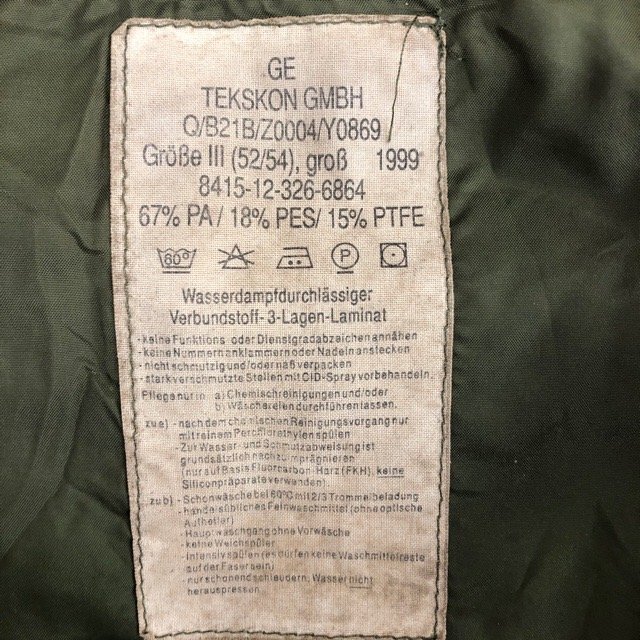 GE
TEKSKON GMBH
Q/B21B/Z0004/Y0869
Größe III (52/54), groß 1999
8415-12-326-6864
67% PA / 18% PES/ 15% PTFE
60° P
Wasserdampfdurchlässiger
Verbundstoff- 3-Lagen-Laminat
-keine Funktions oder Dienstgradabzeichen annähen
-keine Nummern anklammern oder Nadeln anstecken
-nicht schmutzig und/oder naß verpacken
-stark verschmutzte Stellen mit CID-Spray vorbehandeln.
Pflege nur in a) Chemischreinigungen und/oder
b) Wäschereien durchführen lassen.
zu a) -nach dem chemischen Reinigungsvorgang nur
mit reinem Perchlorethylen spülen
-Zur Wasser- und Schmutzabweisung ist
grundsätzlich nachzuimprägnieren
(nur auf Basis Fluorcarbon-Harz (FKH), keine
Siliconpräparate verwenden).
zu b) -Schonwäsche bei 60°C mit 2/3 Trommelbeladung
-handelsübliches Feinwaschmittel (ohne optische
Aufheller)
-Hauptwaschgang ohne Vorwäsche
-keine Weichspüler
-Intensiv spülen (es dürfen keine Waschmittelreste
auf der Faser sein)
-nur schonend schleudern, Wasser nicht
herauspressen.